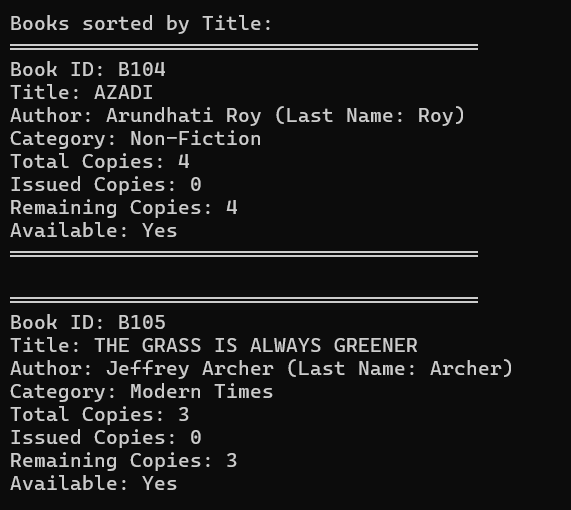 Books sorted by Title:
═══════════════════════════════════════
Book ID: B104
Title: AZADI
Author: Arundhati Roy (Last Name: Roy)
Category: Non-Fiction
Total Copies: 4
Issued Copies: 0
Remaining Copies: 4
Available: Yes
═══════════════════════════════════════
═══════════════════════════════════════
Book ID: B105
Title: THE GRASS IS ALWAYS GREENER
Author: Jeffrey Archer (Last Name: Archer)
Category: Modern Times
Total Copies: 3
Issued Copies: 0
Remaining Copies: 3
Available: Yes